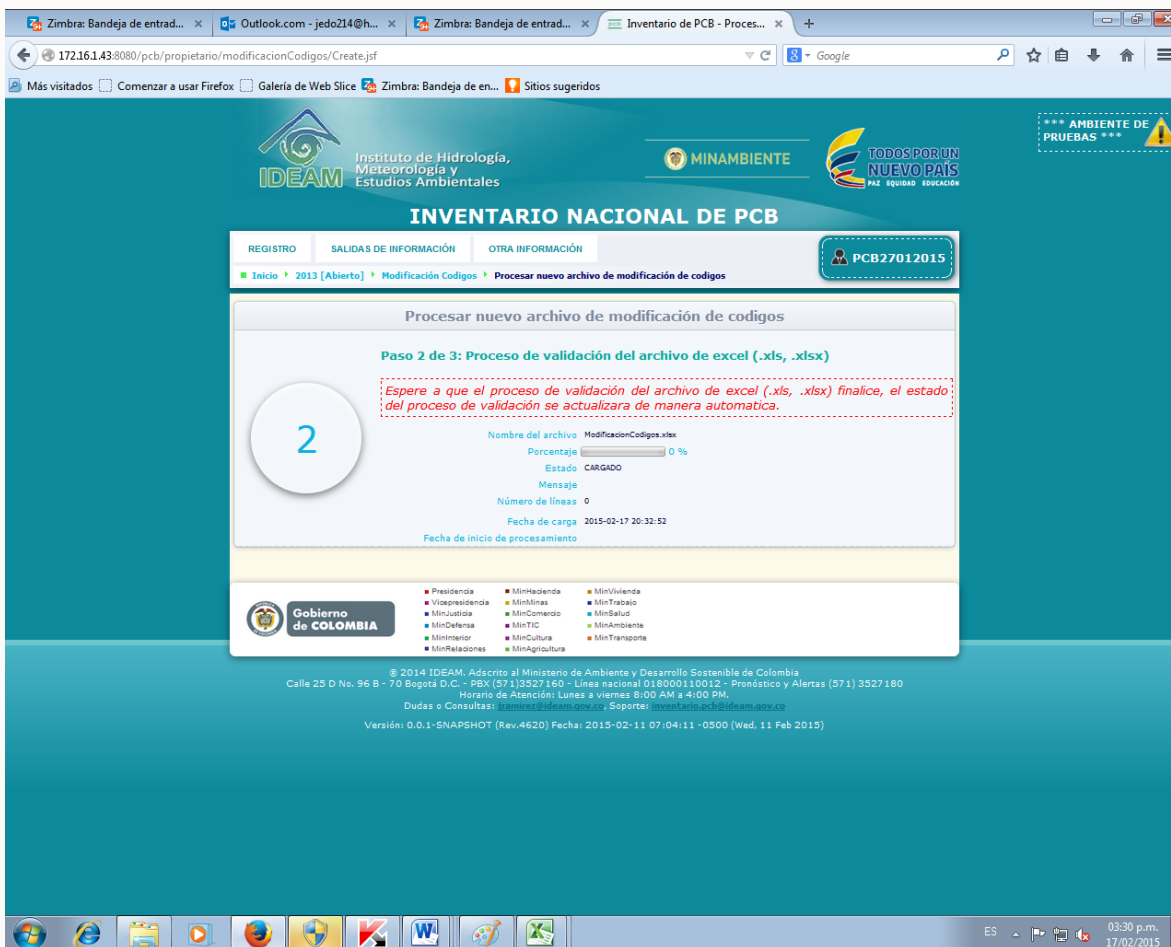 Zimbra: Bandeja de entrad... × Outlook.com - jedo214@h... × Zimbra: Bandeja de entrad... × Inventario de PCB - Proces... × +
172.16.1.43:8080/pcb/propietario/modificacionCodigos/Create.jsf
Google
Más visitados Comenzar a usar Firefox Galería de Web Slice Zimbra: Bandeja de en... Sitios sugeridos
*** AMBIENTE DE
PRUEBAS ***
IDEAM
Instituto de Hidrología,
Meteorología y
Estudios Ambientales
MINAMBIENTE
TODOS POR UN
NUEVO PAÍS
PAZ EQUIDAD EDUCACIÓN
INVENTARIO NACIONAL DE PCB
REGISTRO SALIDAS DE INFORMACIÓN OTRA INFORMACIÓN
PCB27012015
Inicio 2013 [Abierto] Modificación Codigos Procesar nuevo archivo de modificación de codigos
Procesar nuevo archivo de modificación de codigos
Paso 2 de 3: Proceso de validación del archivo de excel (.xls, .xlsx)
Espere a que el proceso de validación del archivo de excel (.xls, .xlsx) finalice, el estado
del proceso de validación se actualizara de manera automatica.
2
Nombre del archivo ModificacionCodigos.xlsx
Porcentaje 0 %
Estado CARGADO
Mensaje
Número de líneas 0
Fecha de carga 2015-02-17 20:32:52
Fecha de inicio de procesamiento
Gobierno
de COLOMBIA
Presidencia MinHacienda MinVivienda
Vicepresidencia MinMinas MinTrabajo
MinJusticia MinComercio MinSalud
MinDefensa MinTIC MinAmbiente
MinInterior MinCultura MinTransporte
MinRelaciones MinAgricultura
© 2014 IDEAM. Adscrito al Ministerio de Ambiente y Desarrollo Sostenible de Colombia
Calle 25 D No. 96 B - 70 Bogotá D.C. - PBX (571)3527160 - Línea nacional 018000110012 - Pronóstico y Alertas (571) 3527180
Horario de Atención: Lunes a viernes 8:00 AM a 4:00 PM.
Dudas o Consultas: jramirez@ideam.gov.co, Soporte: inventario.pcb@ideam.gov.co
Versión: 0.0.1-SNAPSHOT (Rev.4620) Fecha: 2015-02-11 07:04:11 -0500 (Wed, 11 Feb 2015)
ES
03:30 p.m.
17/02/2015